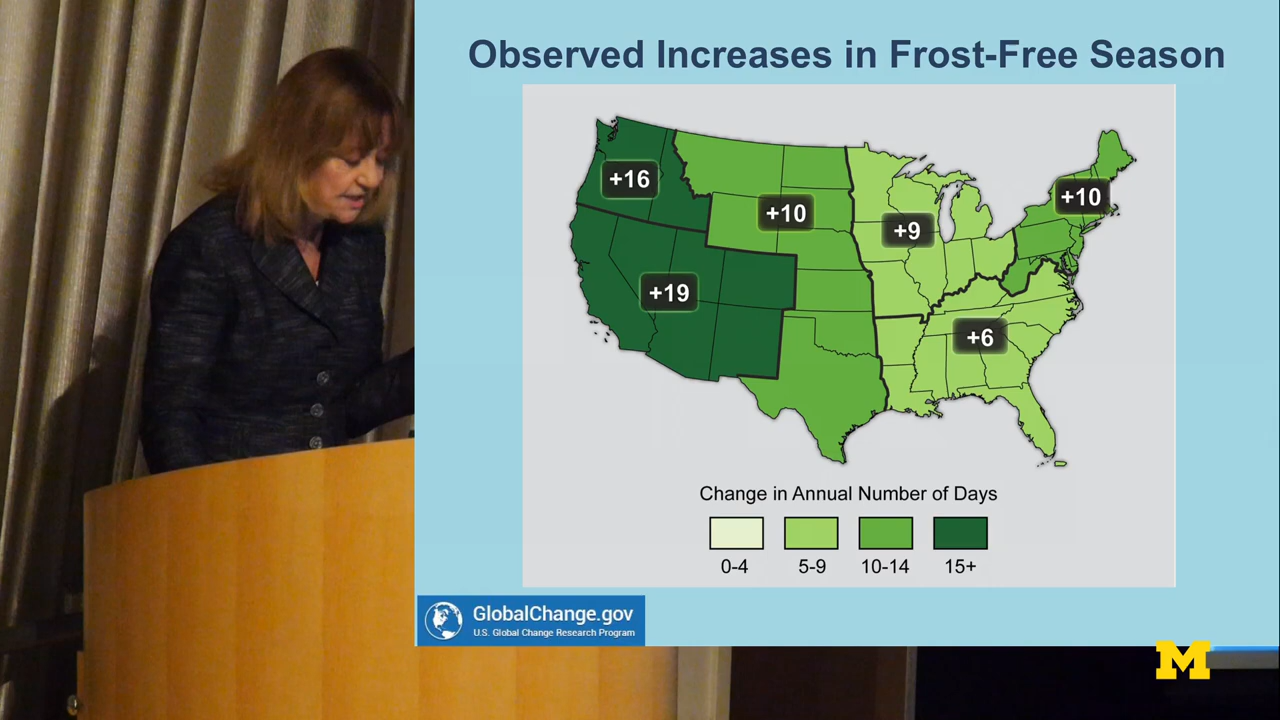 Observed Increases in Frost-Free Season
+16
+10
+10
+9
+19
+6
Change in Annual Number of Days
0-4
5-9
10-14
15+
GlobalChange.gov
U.S. Global Change Research Program
M